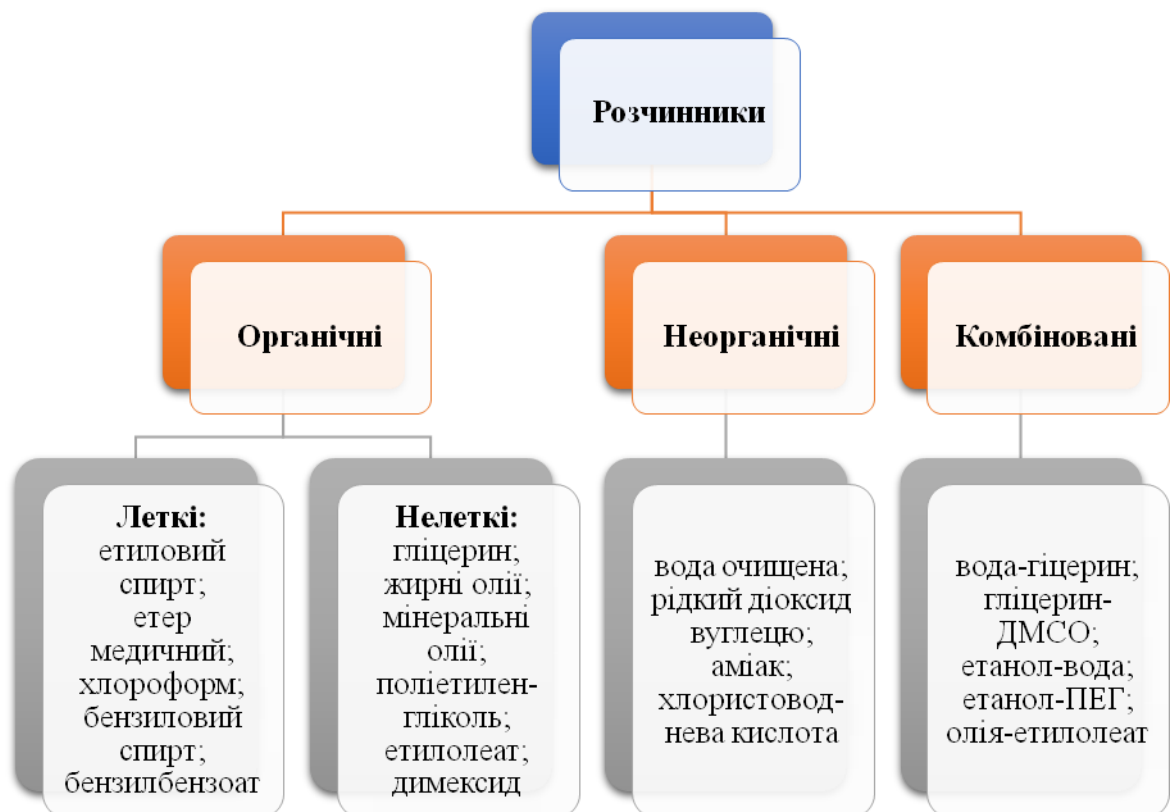 Розчинники
Органічні
Неорганічні
Комбіновані
Леткі:
етиловий
спирт;
етер
медичний;
хлороформ;
бензиловий
спирт;
бензилбензоат
Нелеткі:
гліцерин;
жирні олії;
мінеральні
олії;
поліетилен-
гліколь;
етилолеат;
димексид
вода очищена;
рідкий діоксид
вуглецю;
аміак;
хлористовод-
нева кислота
вода-гіцерин;
гліцерин-
ДМСО;
етанол-вода;
етанол-ПЕГ;
олія-етилолеат